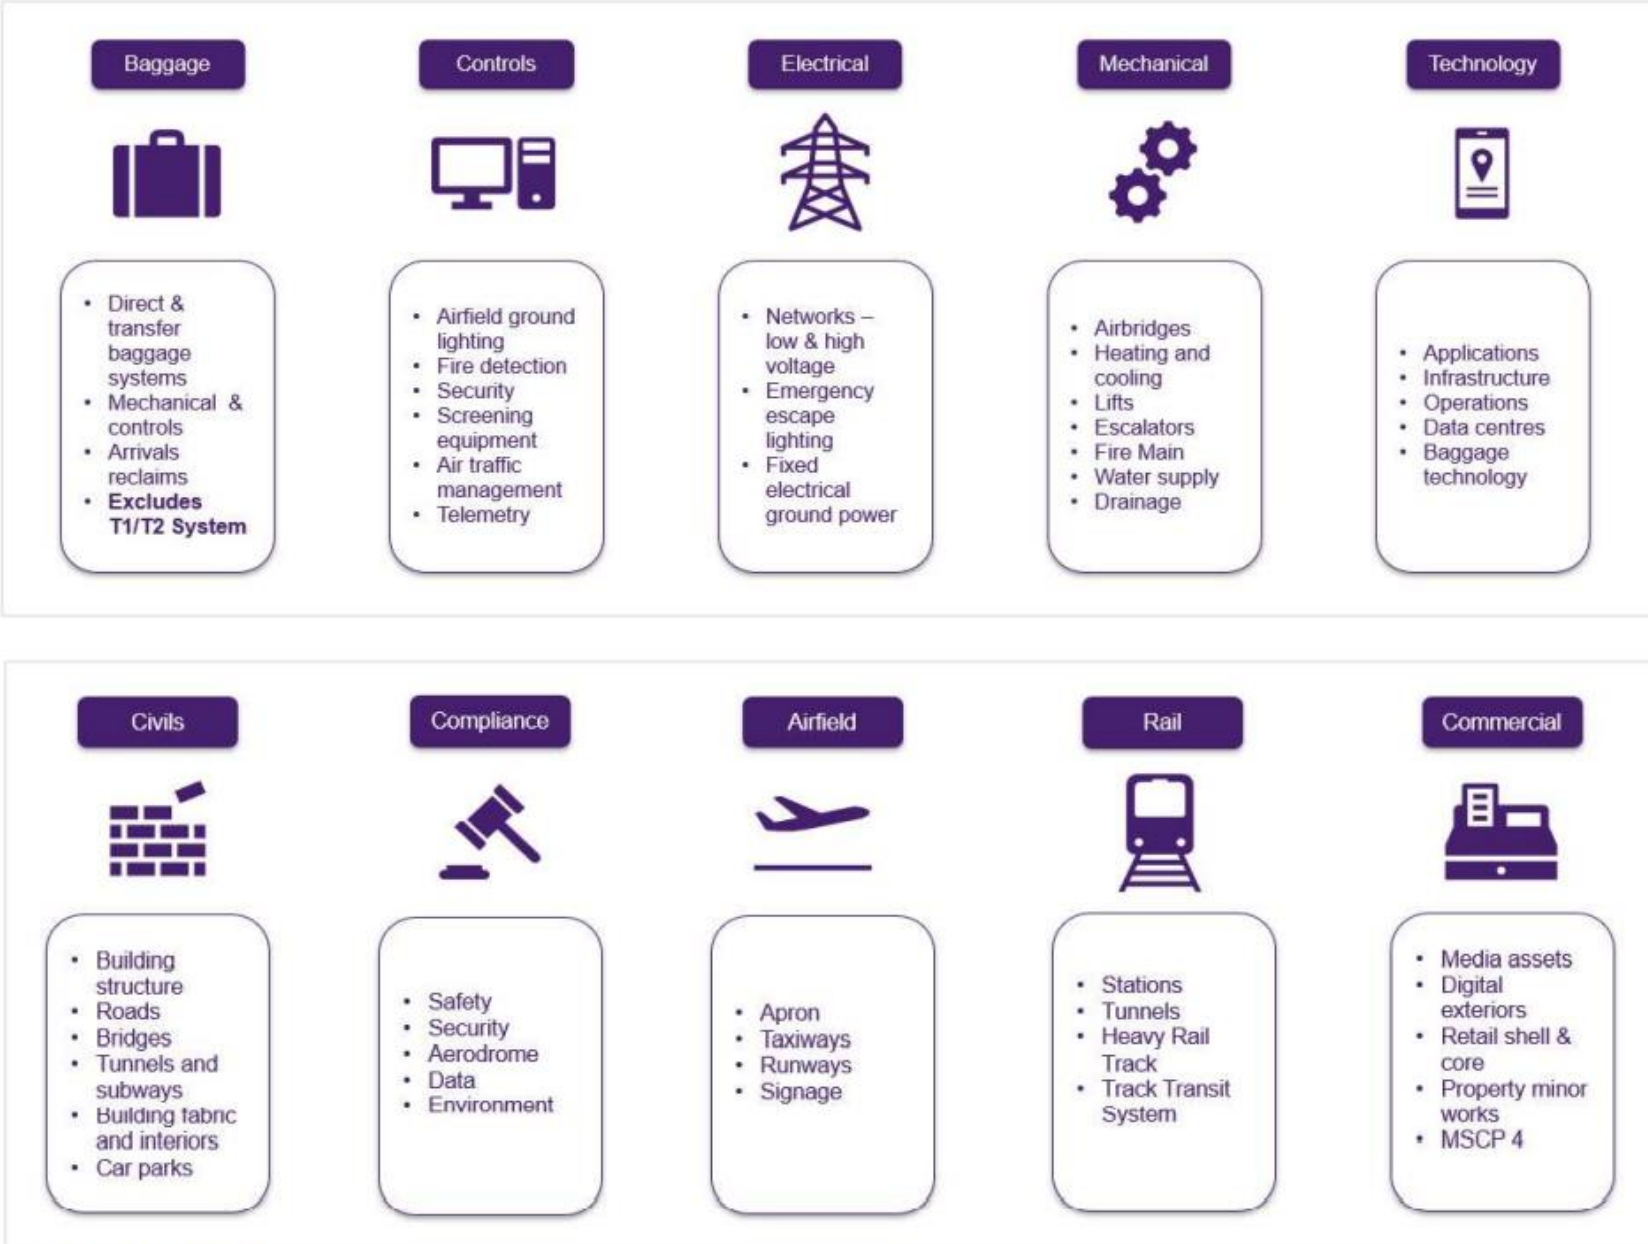 Baggage
Controls
Electrical
Mechanical
Technology
• Direct &
transfer
baggage
systems
• Mechanical &
controls
• Arrivals
reclaims
• Excludes
T1/T2 System
• Airfield ground
lighting
• Fire detection
• Security
• Screening
equipment
• Air traffic
management
• Telemetry
• Networks –
low & high
voltage
• Emergency
escape
lighting
• Fixed
electrical
ground power
• Airbridges
• Heating and
cooling
• Lifts
• Escalators
• Fire Main
• Water supply
• Drainage
• Applications
• Infrastructure
• Operations
• Data centres
• Baggage
technology
Civils
Compliance
Airfield
Rail
Commercial
• Building
structure
• Roads
• Bridges
• Tunnels and
subways
• Building fabric
and interiors
• Car parks
• Safety
• Security
• Aerodrome
• Data
• Environment
• Apron
• Taxiways
• Runways
• Signage
• Stations
• Tunnels
• Heavy Rail
Track
• Track Transit
System
• Media assets
• Digital
exteriors
• Retail shell &
core
• Property minor
works
• MSCP 4